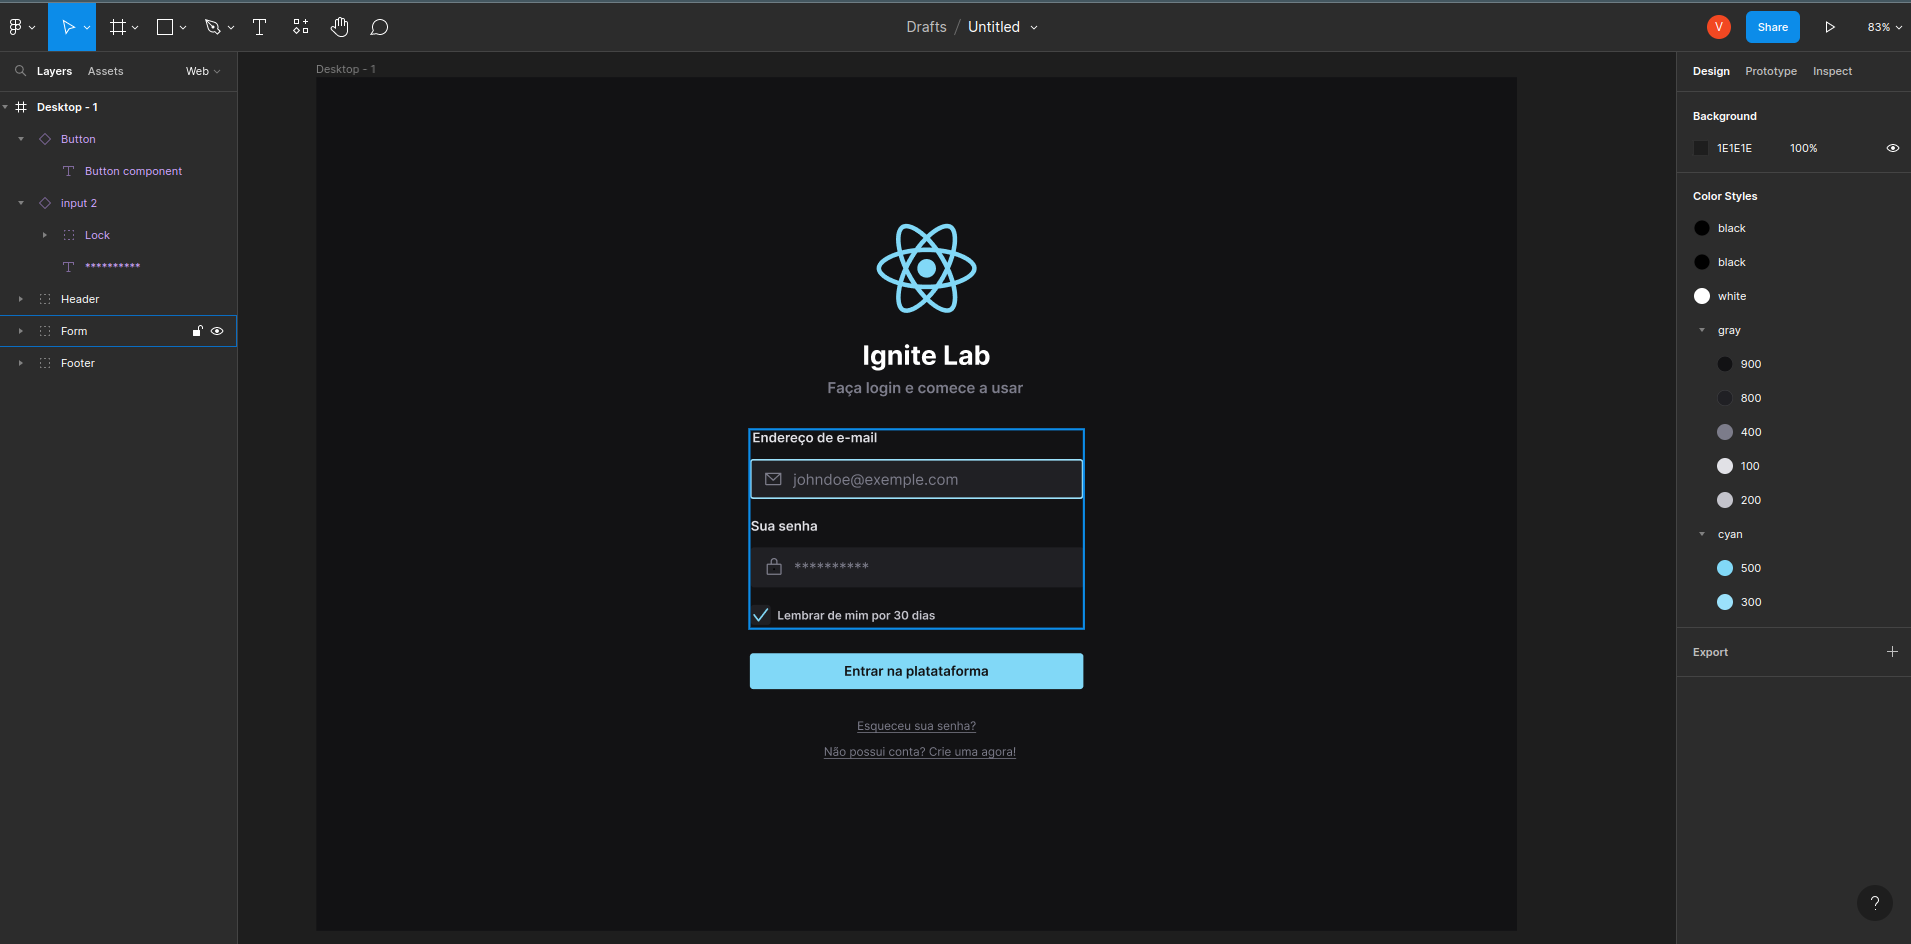 Drafts / Untitled
V
Share
83%
Layers
Assets
Web
Desktop - 1
Button
Button component
input 2
Lock
**********
Header
Form
Footer
Desktop - 1
Ignite Lab
Faça login e comece a usar
Endereço de e-mail
johndoe@exemple.com
Sua senha
**********
Lembrar de mim por 30 dias
Entrar na platataforma
Esqueceu sua senha?
Não possui conta? Crie uma agora!
Design
Prototype
Inspect
Background
1E1E1E 100%
Color Styles
black
black
white
gray
900
800
400
100
200
cyan
500
300
Export
?